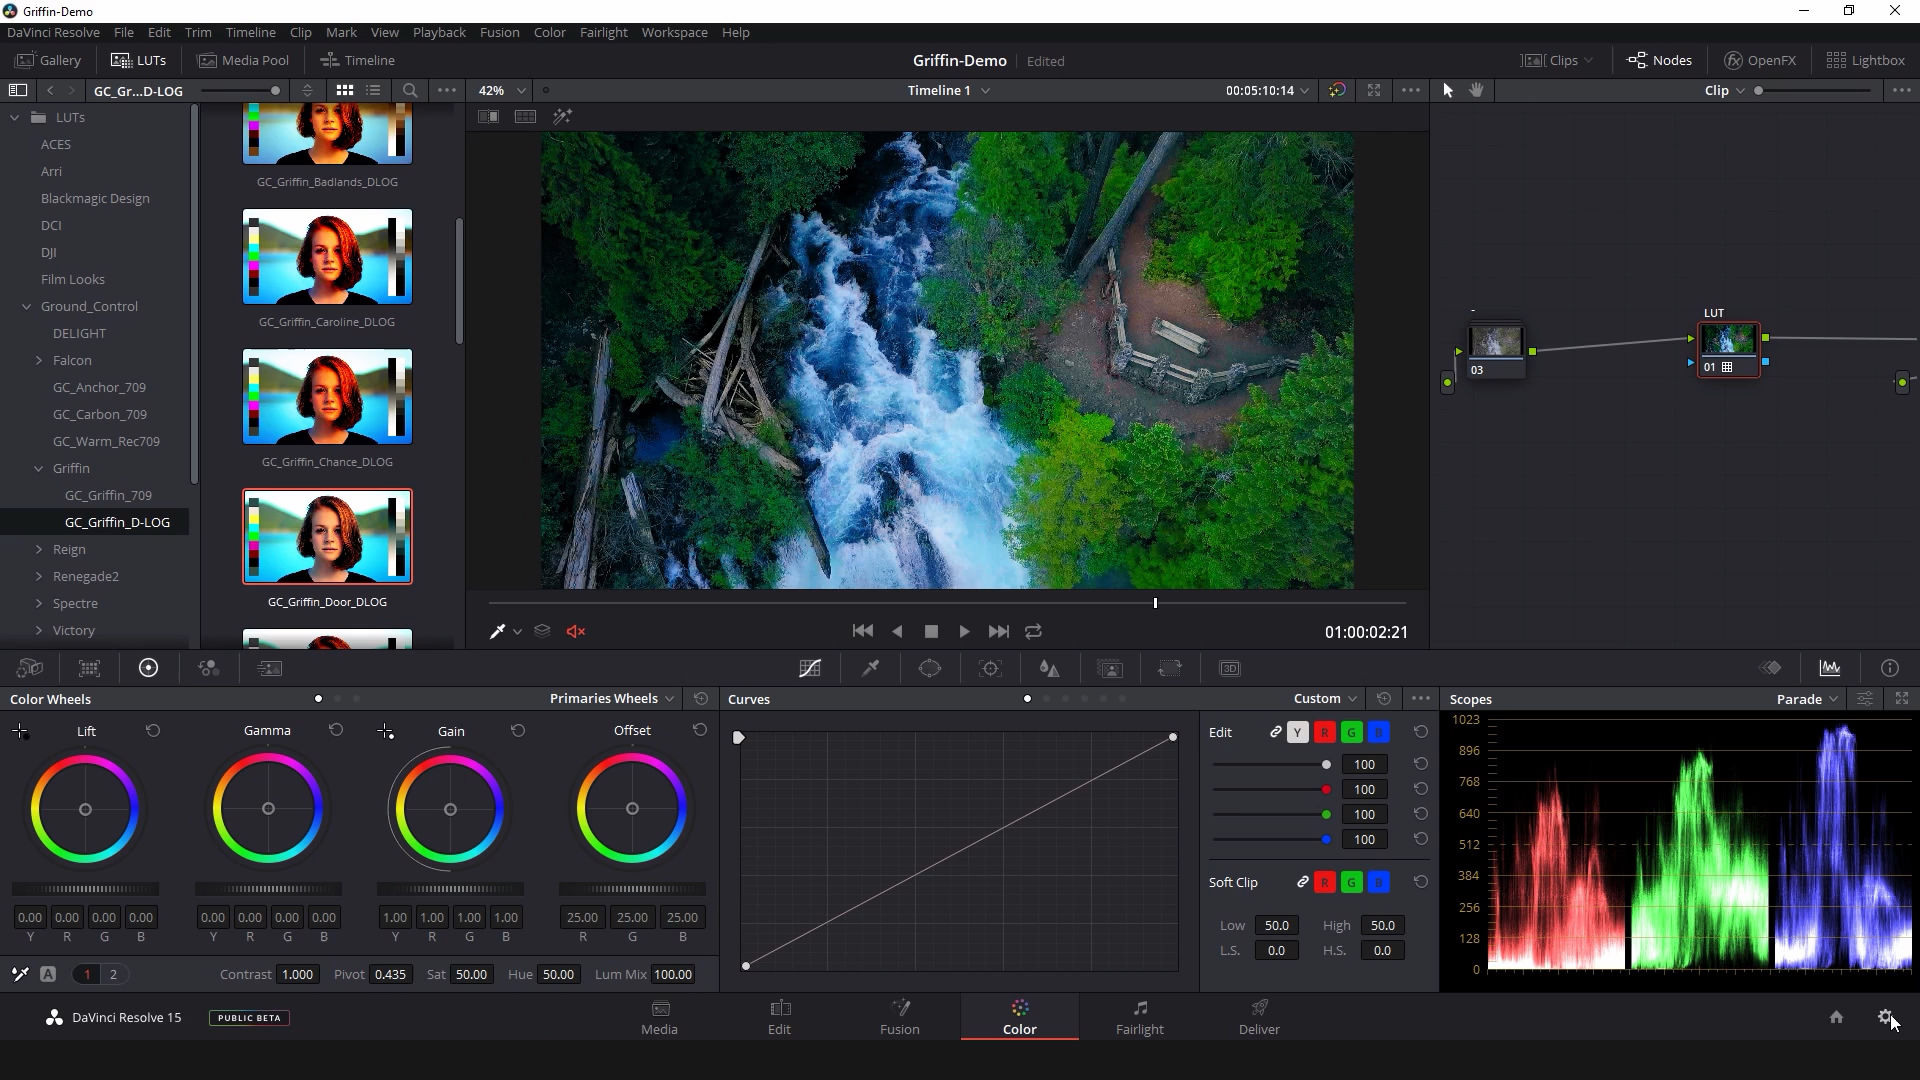 Griffin-Demo
DaVinci Resolve File Edit Trim Timeline Clip Mark View Playback Fusion Color Fairlight Workspace Help
Gallery LUTs Media Pool Timeline Griffin-Demo Edited Clips Nodes OpenFX Lightbox
GC_Gr...D-LOG 42% Timeline 1 00:05:10:14 Clip
LUTs
ACES
Arri
Blackmagic Design
DCI
DJI
Film Looks
Ground_Control
DELIGHT
Falcon
GC_Anchor_709
GC_Carbon_709
GC_Warm_Rec709
Griffin
GC_Griffin_709
GC_Griffin_D-LOG
Reign
Renegade2
Spectre
Victory
GC_Griffin_Badlands_DLOG
GC_Griffin_Caroline_DLOG
GC_Griffin_Chance_DLOG
GC_Griffin_Door_DLOG
01:00:02:21
-
03
LUT
01
3D
Color Wheels Primaries Wheels
Lift Gamma Gain Offset
0.00 0.00 0.00 0.00 0.00 0.00 0.00 0.00 1.00 1.00 1.00 1.00 25.00 25.00 25.00
Y R G B Y R G B Y R G B R G B
A 1 2 Contrast 1.000 Pivot 0.435 Sat 50.00 Hue 50.00 Lum Mix 100.00
Curves Custom
Edit Y R G B
100
100
100
100
Soft Clip R G B
Low 50.0 High 50.0
L.S. 0.0 H.S. 0.0
Scopes Parade
1023
896
768
640
512
384
256
128
0
DaVinci Resolve 15 PUBLIC BETA
Media Edit Fusion Color Fairlight Deliver